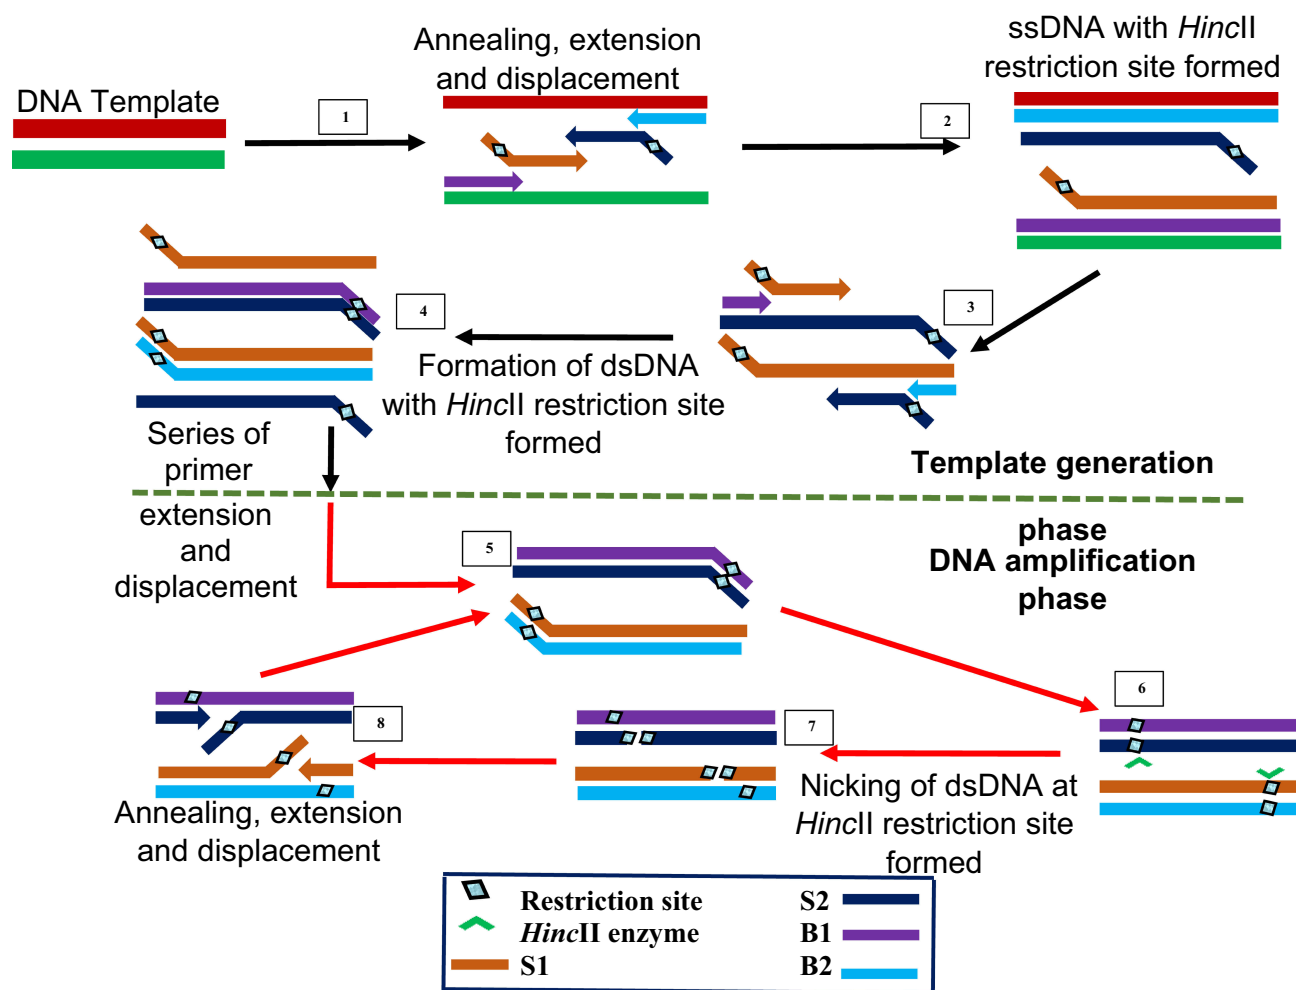 DNA Template
1
Annealing, extension
and displacement
2
ssDNA with HincII
restriction site formed
3
4
Formation of dsDNA
with HincII restriction site
formed
Series of
primer
extension
and
displacement
Template generation
phase
DNA amplification
phase
5
6
7
Nicking of dsDNA at
HincII restriction site
formed
8
Annealing, extension
and displacement
Restriction site
HincII enzyme
S1
S2
B1
B2